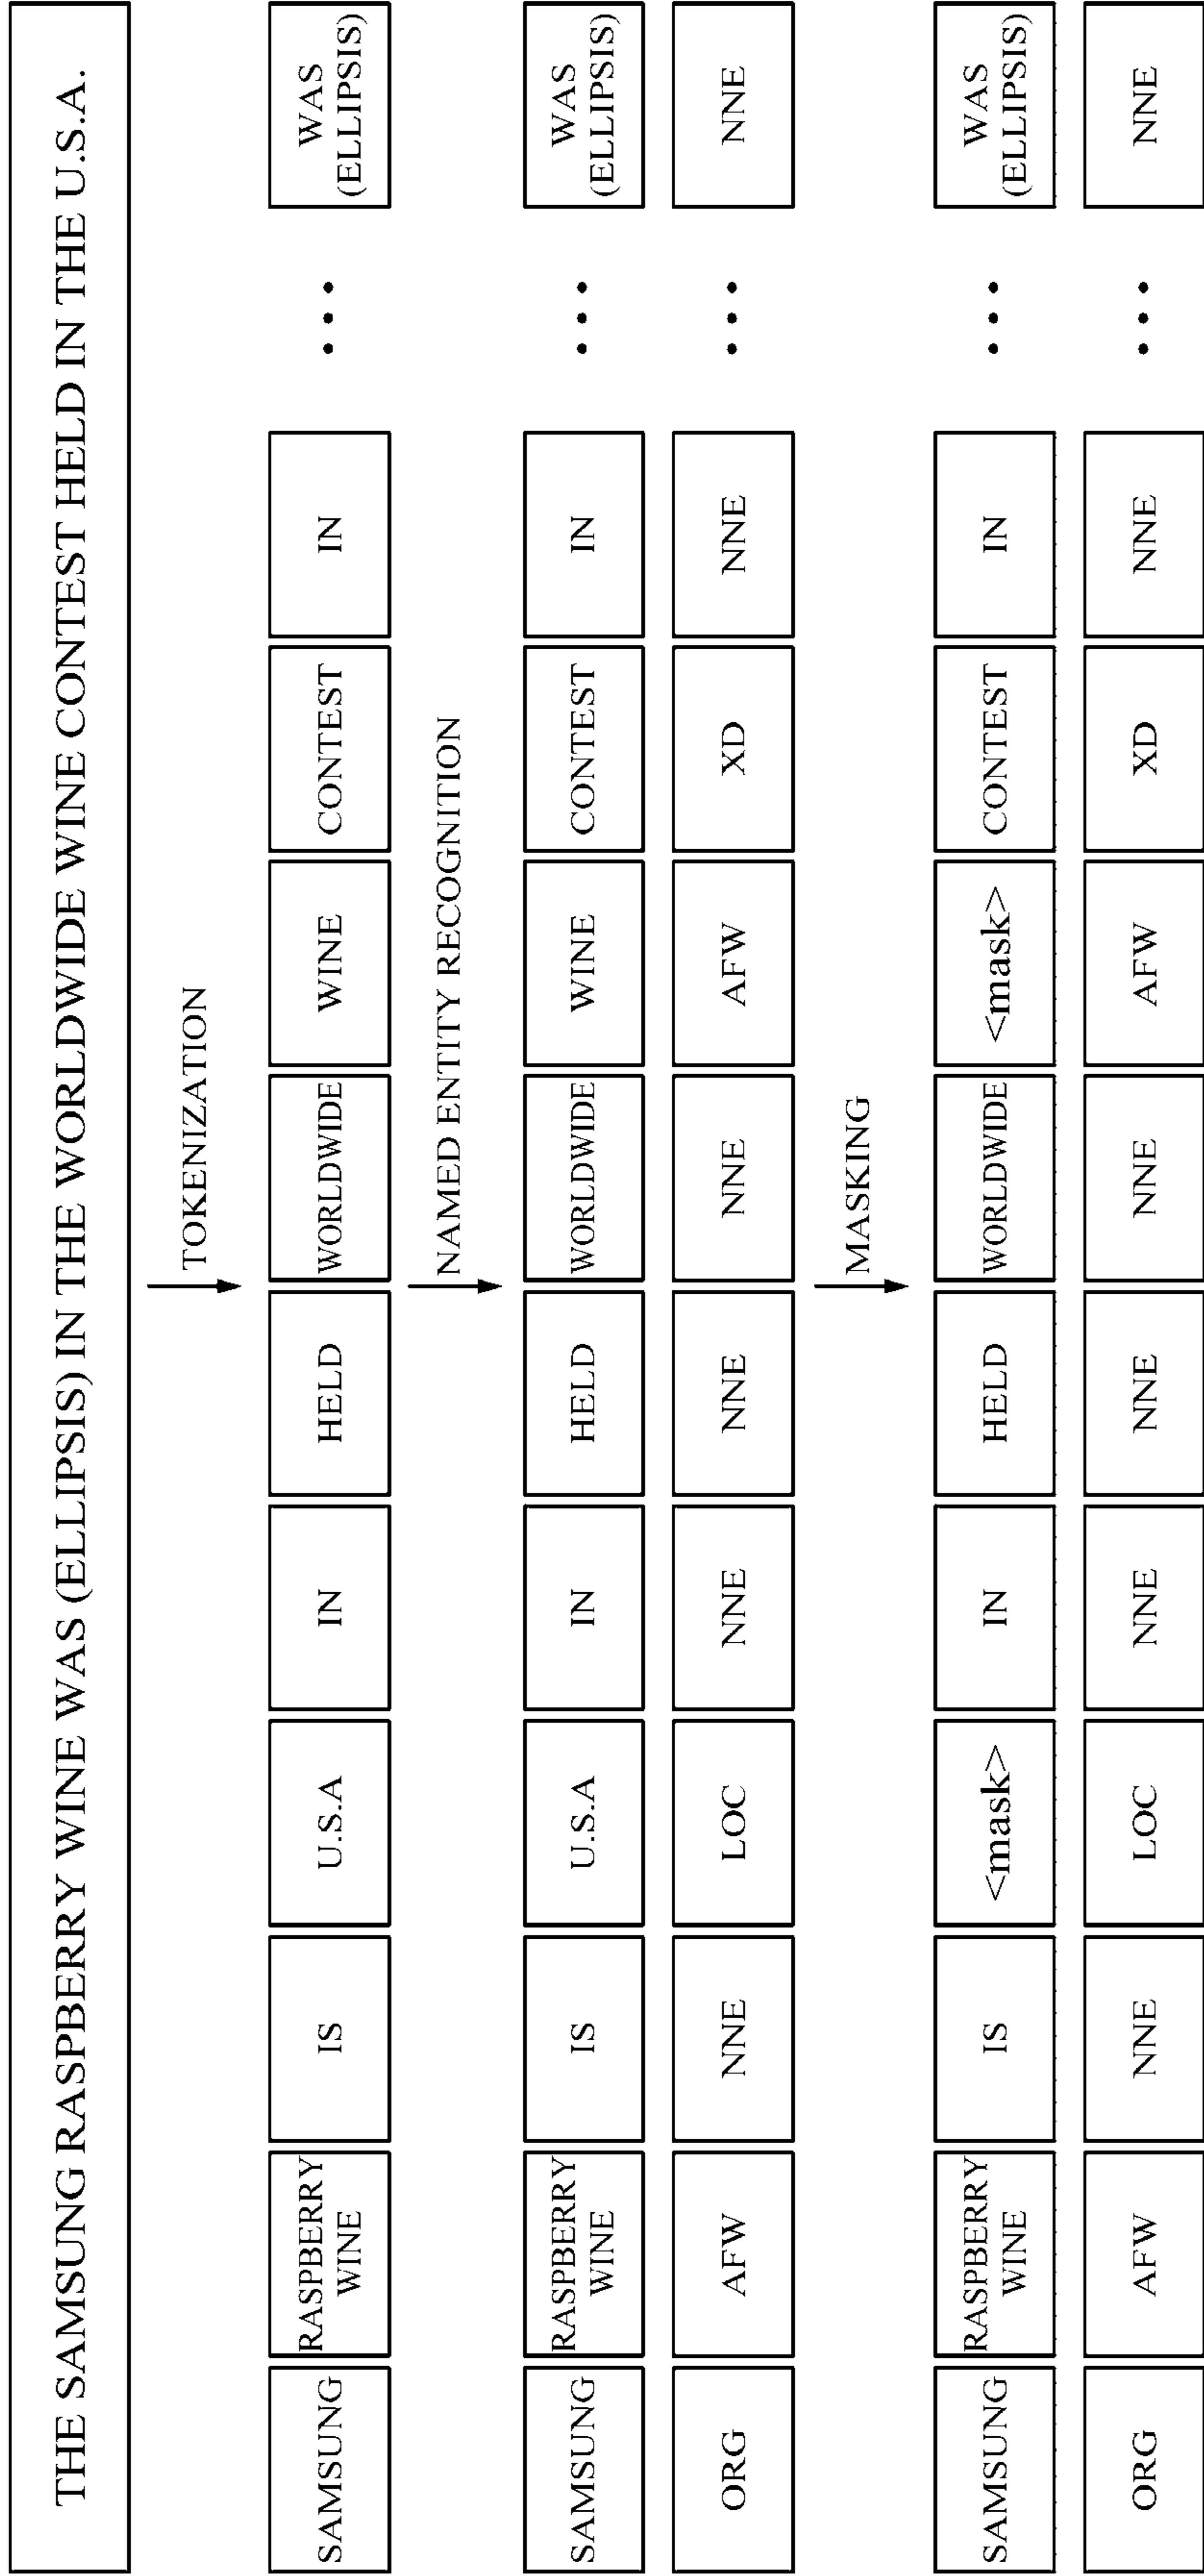 THE SAMSUNG RASPBERRY WINE WAS (ELLIPSIS) IN THE WORLDWIDE WINE CONTEST HELD IN THE U.S.A.
TOKENIZATION
SAMSUNG RASPBERRY WINE IS U.S.A IN HELD WORLDWIDE WINE CONTEST IN ••• WAS (ELLIPSIS)
NAMED ENTITY RECOGNITION
SAMSUNG RASPBERRY WINE IS U.S.A IN HELD WORLDWIDE WINE CONTEST IN ••• WAS (ELLIPSIS)
ORG AFW NNE LOC NNE NNE NNE AFW XD NNE ••• NNE
MASKING
SAMSUNG RASPBERRY WINE IS <mask> IN HELD WORLDWIDE <mask> CONTEST IN ••• WAS (ELLIPSIS)
ORG AFW NNE LOC NNE NNE NNE AFW XD NNE ••• NNE